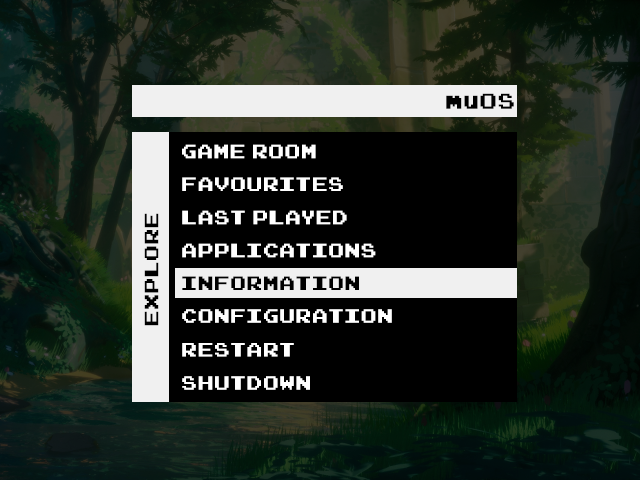 muOS
EXPLORE
GAME ROOM
FAVOURITES
LAST PLAYED
APPLICATIONS
INFORMATION
CONFIGURATION
RESTART
SHUTDOWN